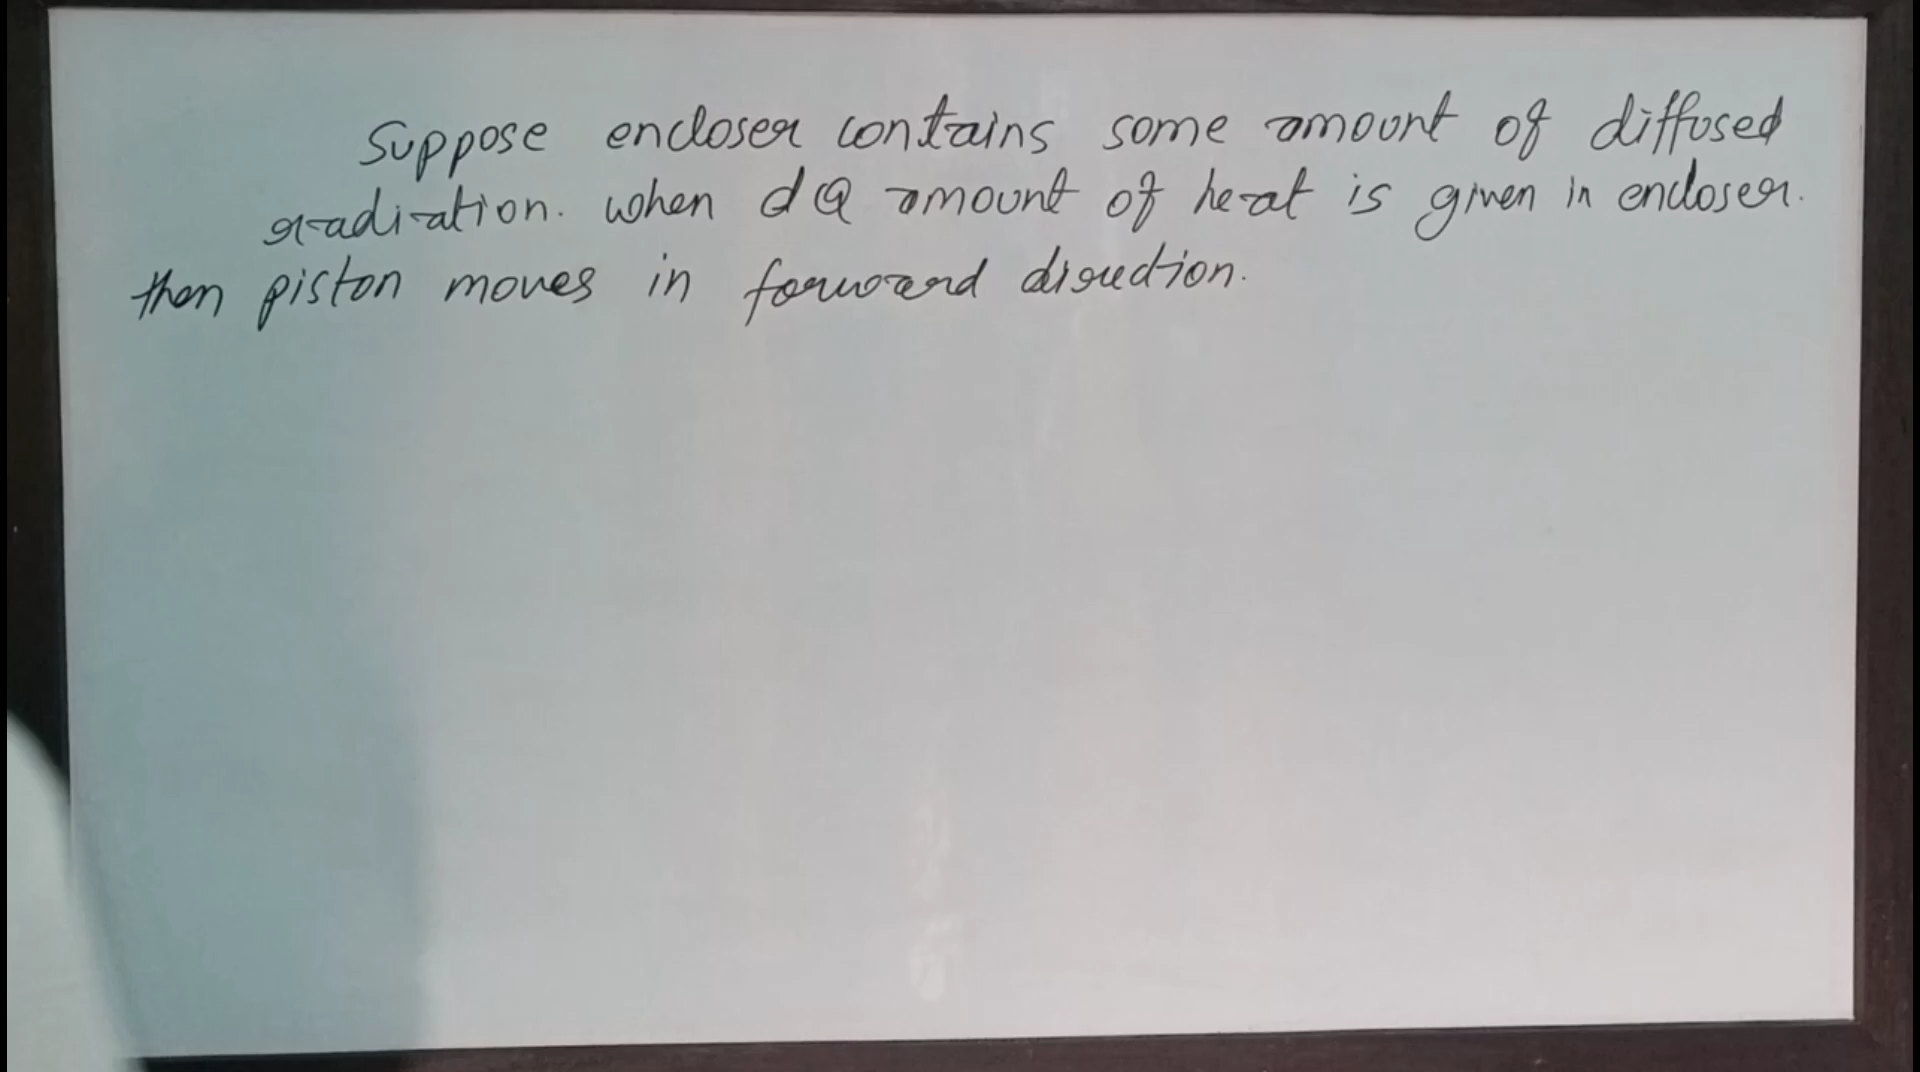 Suppose encloser contains some amount of diffused
radiation. when dQ amount of heat is given in encloser.
then piston moves in forword direction.